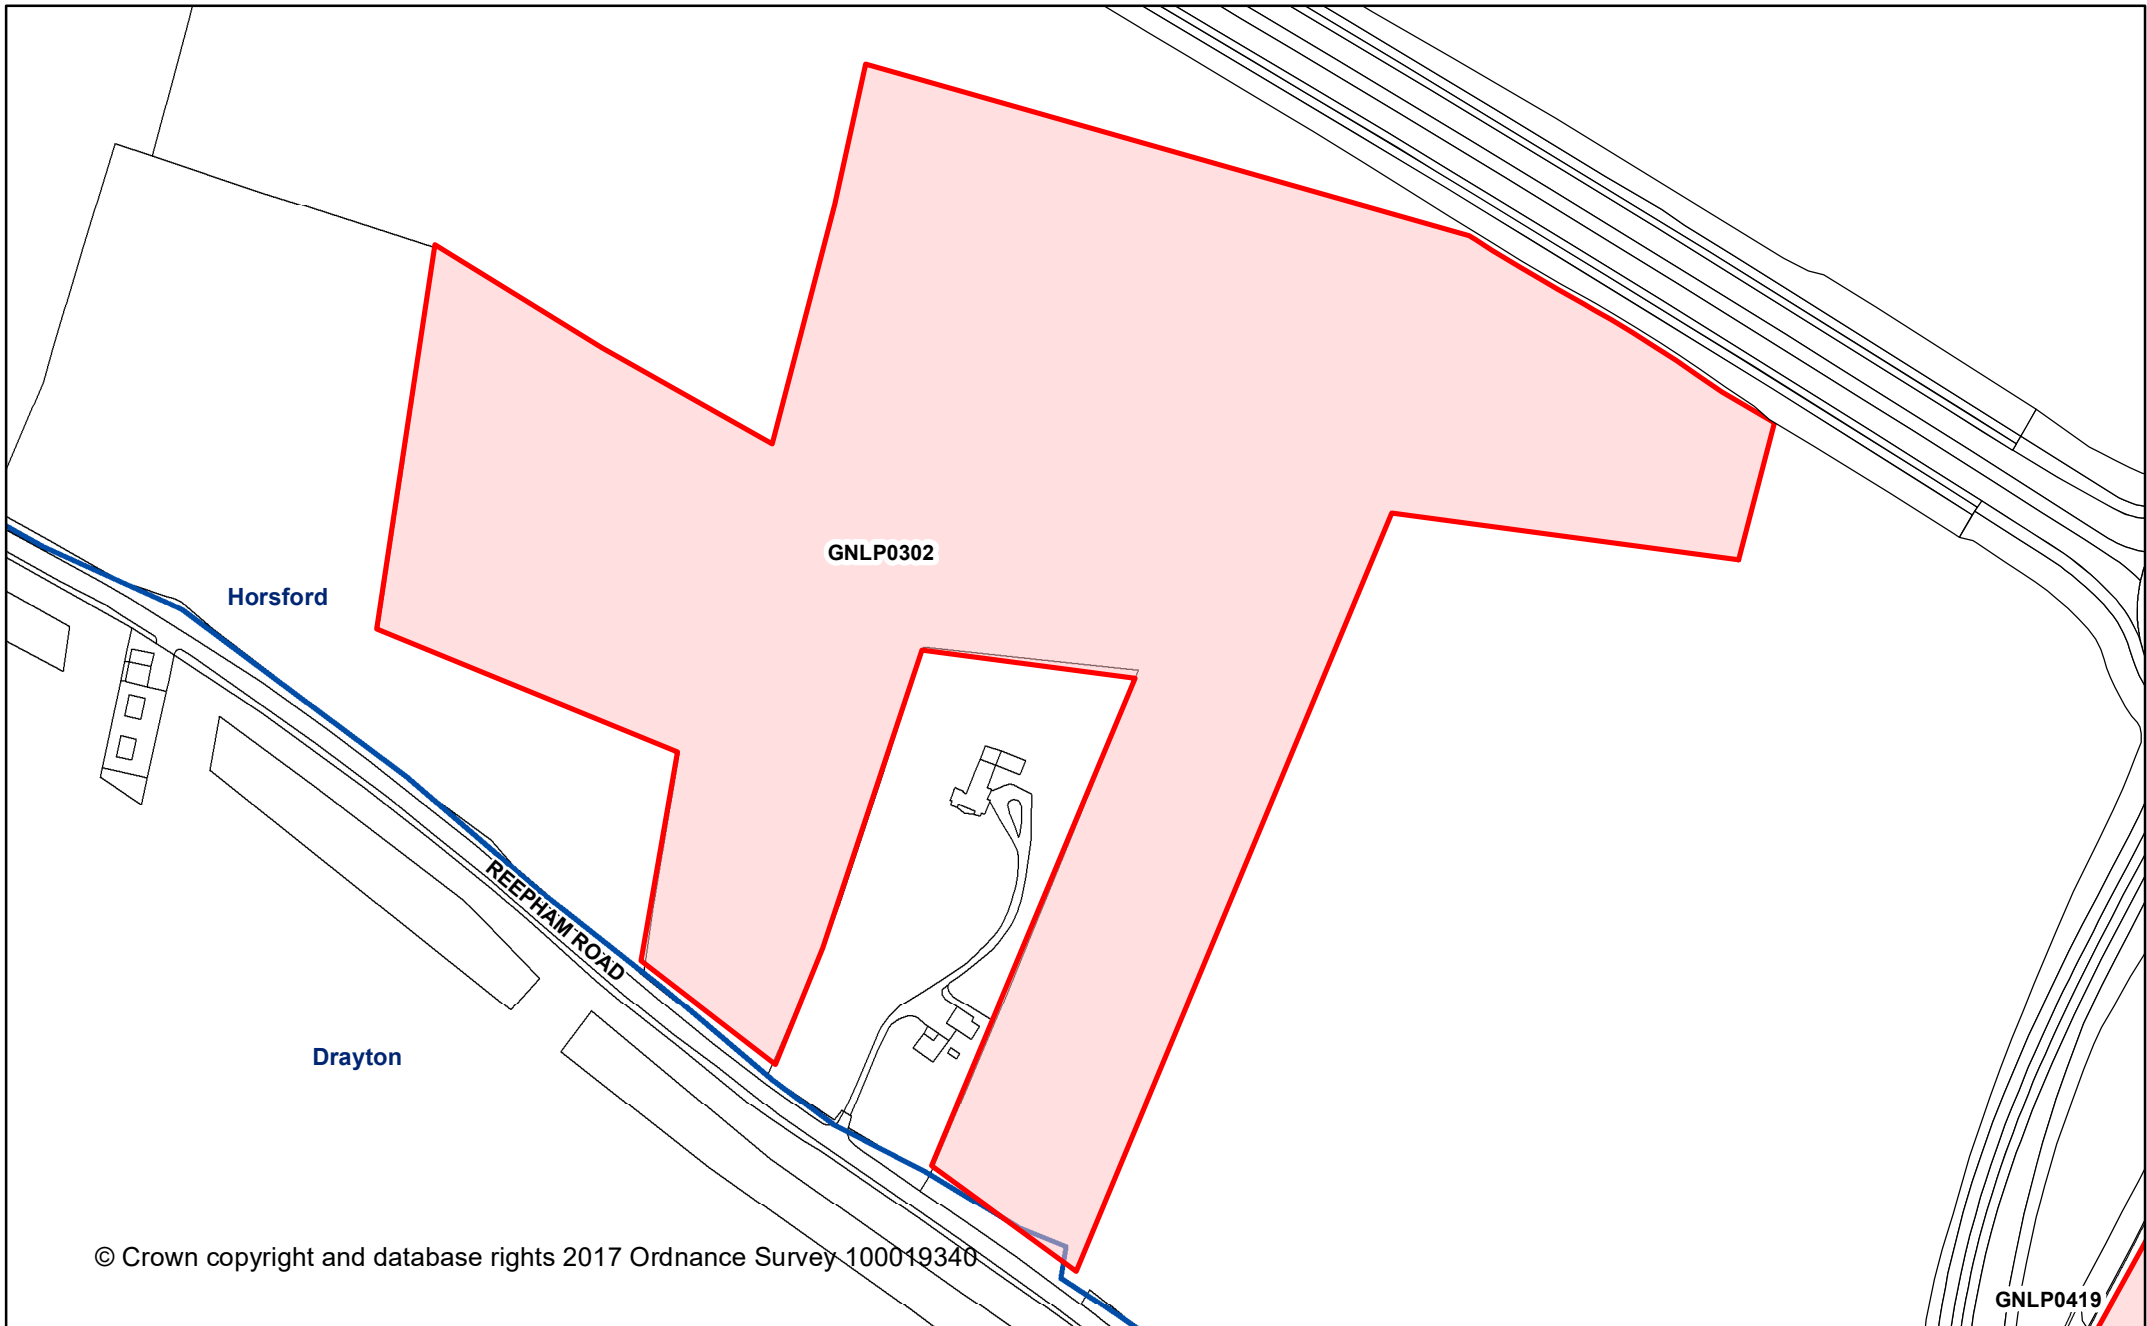 GNLP0302
Horsford
REEPHAM ROAD
Drayton
© Crown copyright and database rights 2017 Ordnance Survey 100019340
GNLP0419